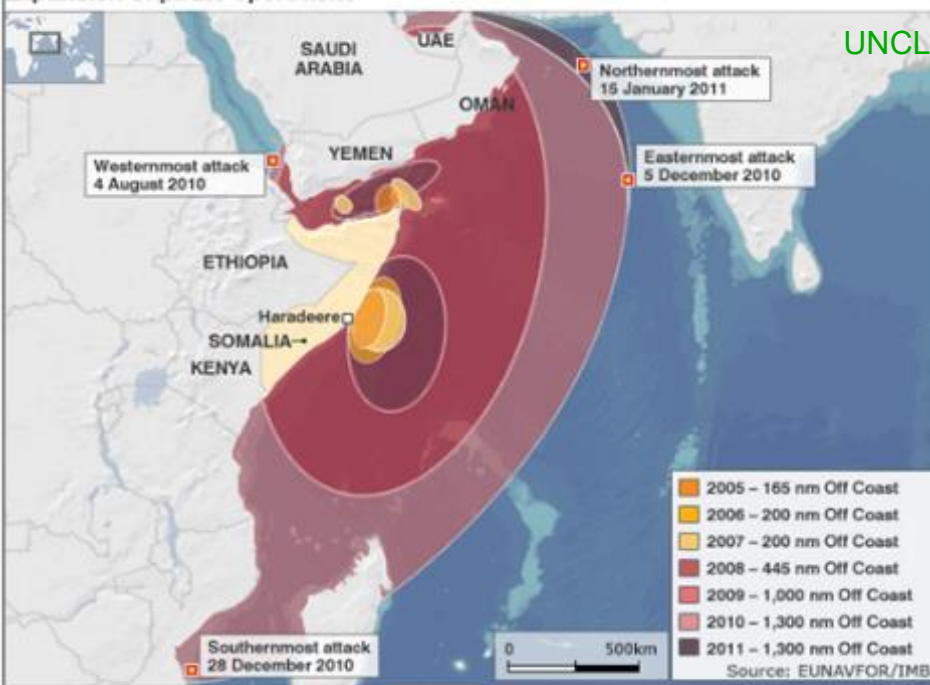 UNCL
UAE
SAUDI
ARABIA
Northernmost attack
15 January 2011
OMAN
YEMEN
Westernmost attack
4 August 2010
Easternmost attack
5 December 2010
ETHIOPIA
Haradeere
SOMALIA
KENYA
2005 – 165 nm Off Coast
2006 – 200 nm Off Coast
2007 – 200 nm Off Coast
2008 – 445 nm Off Coast
2009 – 1,000 nm Off Coast
2010 – 1,300 nm Off Coast
2011 – 1,300 nm Off Coast
Southernmost attack
28 December 2010
0 500km
Source: EUNAVFOR/IMB